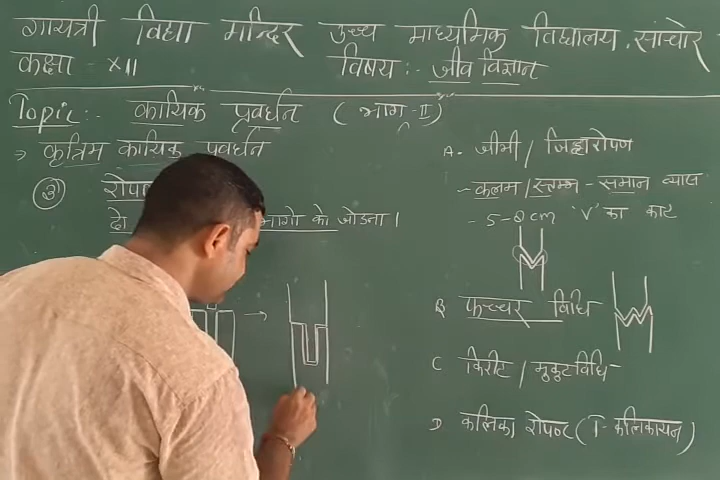 गायत्री विद्या मन्दिर उच्च माध्यमिक विद्यालय, सांचोर
कक्षा - XII विषय:- जीव विज्ञान
Topic:- कायिक प्रवर्धन (भाग-II)
→ कृत्रिम कायिक प्रवर्धन
③ रोप
दो भागो को जोडना।
A. जीभी / जिह्वारोपण
- कलम / स्तम्भ - समान व्यास
- 5-8 cm 'V' का काट
B फच्चर विधि
C किरीट / मुकुट विधि
D. कलिका रोपण (T-कलिकायन)